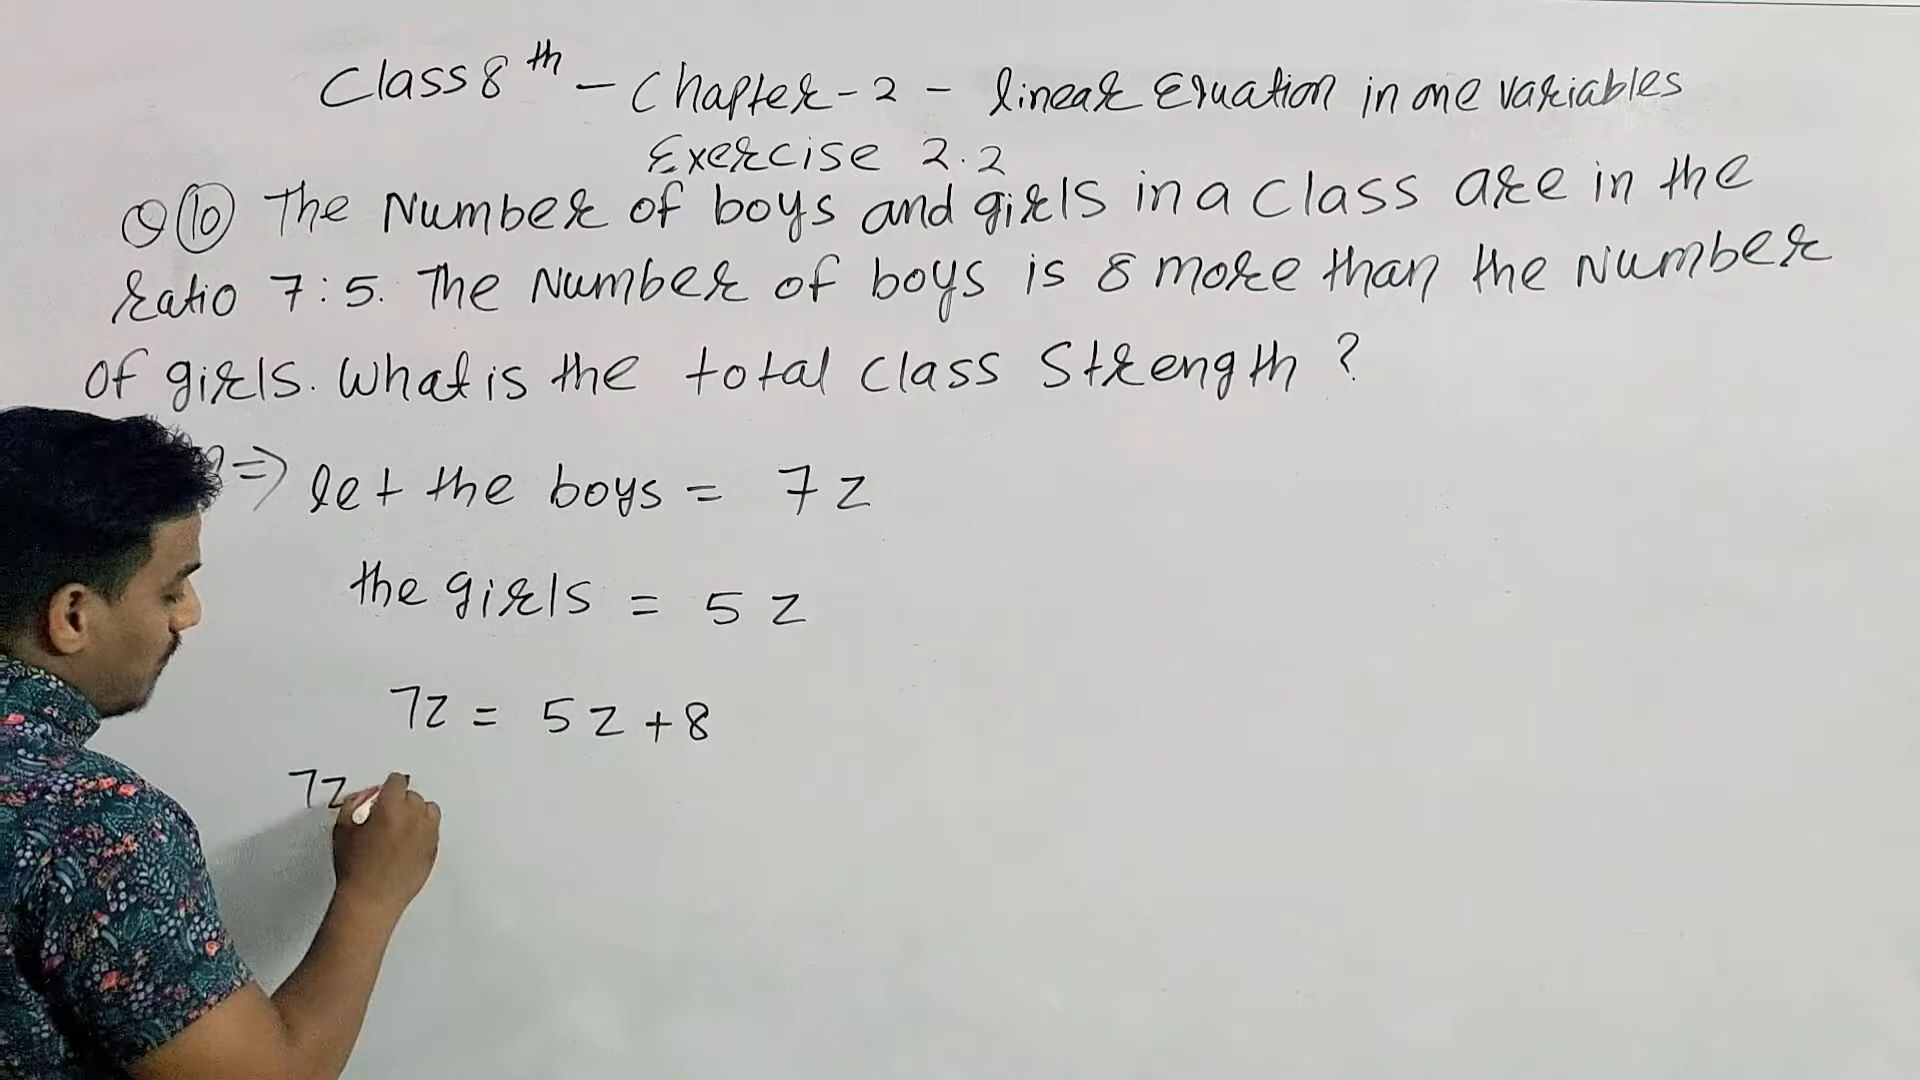 Class 8th - Chapter - 2 - linear Equation in one variables
Exercise 2.2
Q 10 The Number of boys and girls in a class are in the
ratio 7:5. The Number of boys is 8 more than the Number
of girls. What is the total class Strength ?
=> let the boys = 7z
the girls = 5z
7z = 5z + 8
7z